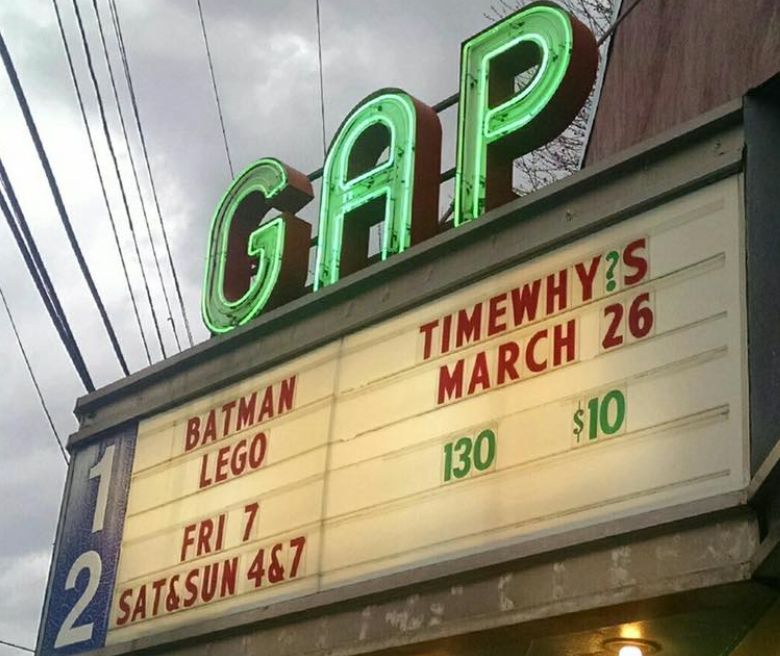 GAP
1
2
BATMAN
LEGO
FRI 7
SAT&SUN 4&7
TIMEWHY?S
MARCH 26
130 $10